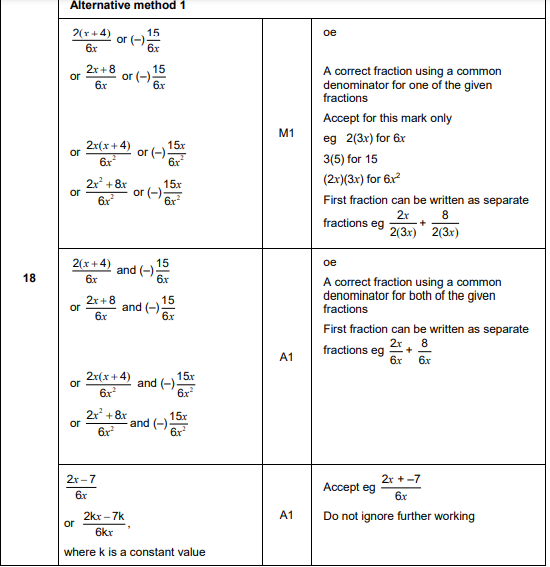 Alternative method 1
2(x + 4)/6x or (–) 15/6x
or 2x + 8/6x or (–) 15/6x
or 2x(x + 4)/6x² or (–) 15x/6x²
or 2x² + 8x/6x² or (–) 15x/6x²
M1
oe
A correct fraction using a common
denominator for one of the given
fractions
Accept for this mark only
eg 2(3x) for 6x
3(5) for 15
(2x)(3x) for 6x²
First fraction can be written as separate
fractions eg 2x/2(3x) + 8/2(3x)
18
2(x + 4)/6x and (–) 15/6x
or 2x + 8/6x and (–) 15/6x
or 2x(x + 4)/6x² and (–) 15x/6x²
or 2x² + 8x/6x² and (–) 15x/6x²
A1
oe
A correct fraction using a common
denominator for both of the given
fractions
First fraction can be written as separate
fractions eg 2x/6x + 8/6x
2x – 7/6x
or 2kx – 7k/6kx,
where k is a constant value
A1
Accept eg 2x + –7/6x
Do not ignore further working